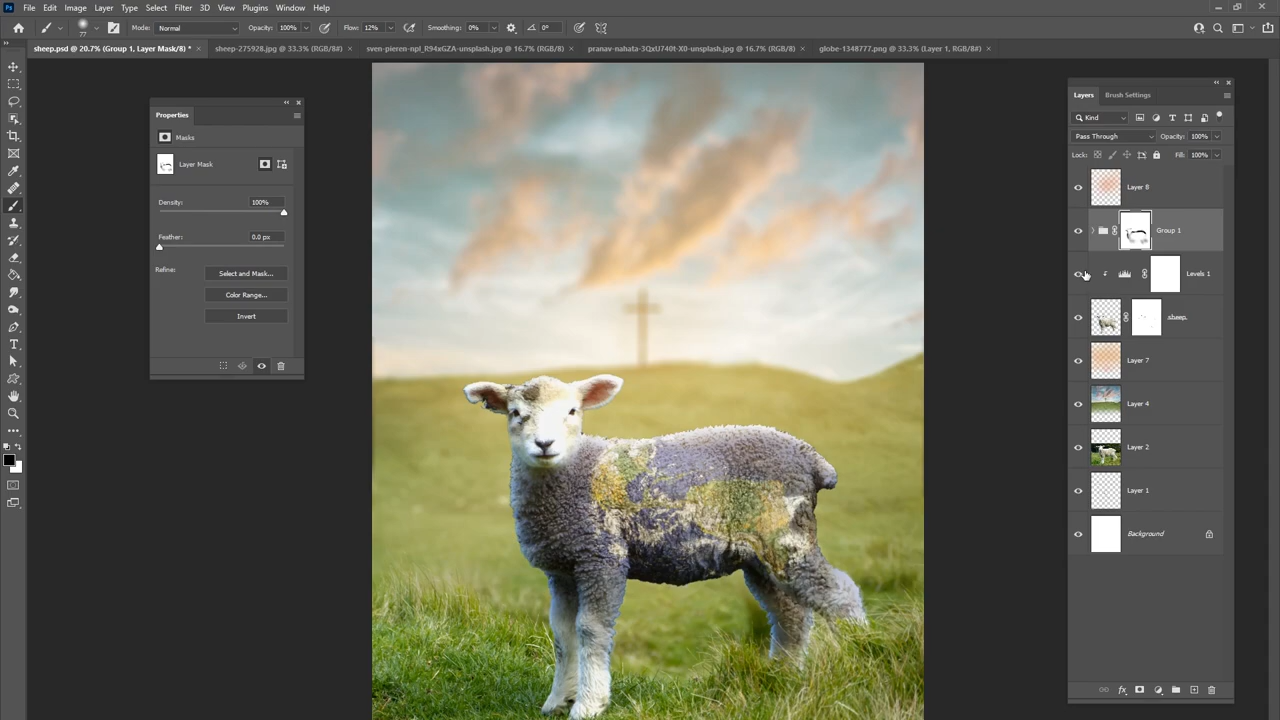 File Edit Image Layer Type Select Filter 3D View Plugins Window Help
77 Mode: Normal Opacity: 100% Flow: 12% Smoothing: 0% 0°
sheep.psd @ 20.7% (Group 1, Layer Mask/8) * sheep-275928.jpg @ 33.3% (RGB/8#) sven-pieren-npl_R94xGZA-unsplash.jpg @ 16.7% (RGB/8) pranav-nahata-3QxU740t-X0-unsplash.jpg @ 16.7% (RGB/8) globe-1348777.png @ 33.3% (Layer 1, RGB/8#)
Properties
Masks
Layer Mask
Density: 100%
Feather: 0.0 px
Refine: Select and Mask...
Color Range...
Invert
Layers Brush Settings
Kind
Pass Through Opacity: 100%
Lock: Fill: 100%
Layer 8
Group 1
Levels 1
sheep.
Layer 7
Layer 4
Layer 2
Layer 1
Background
fx